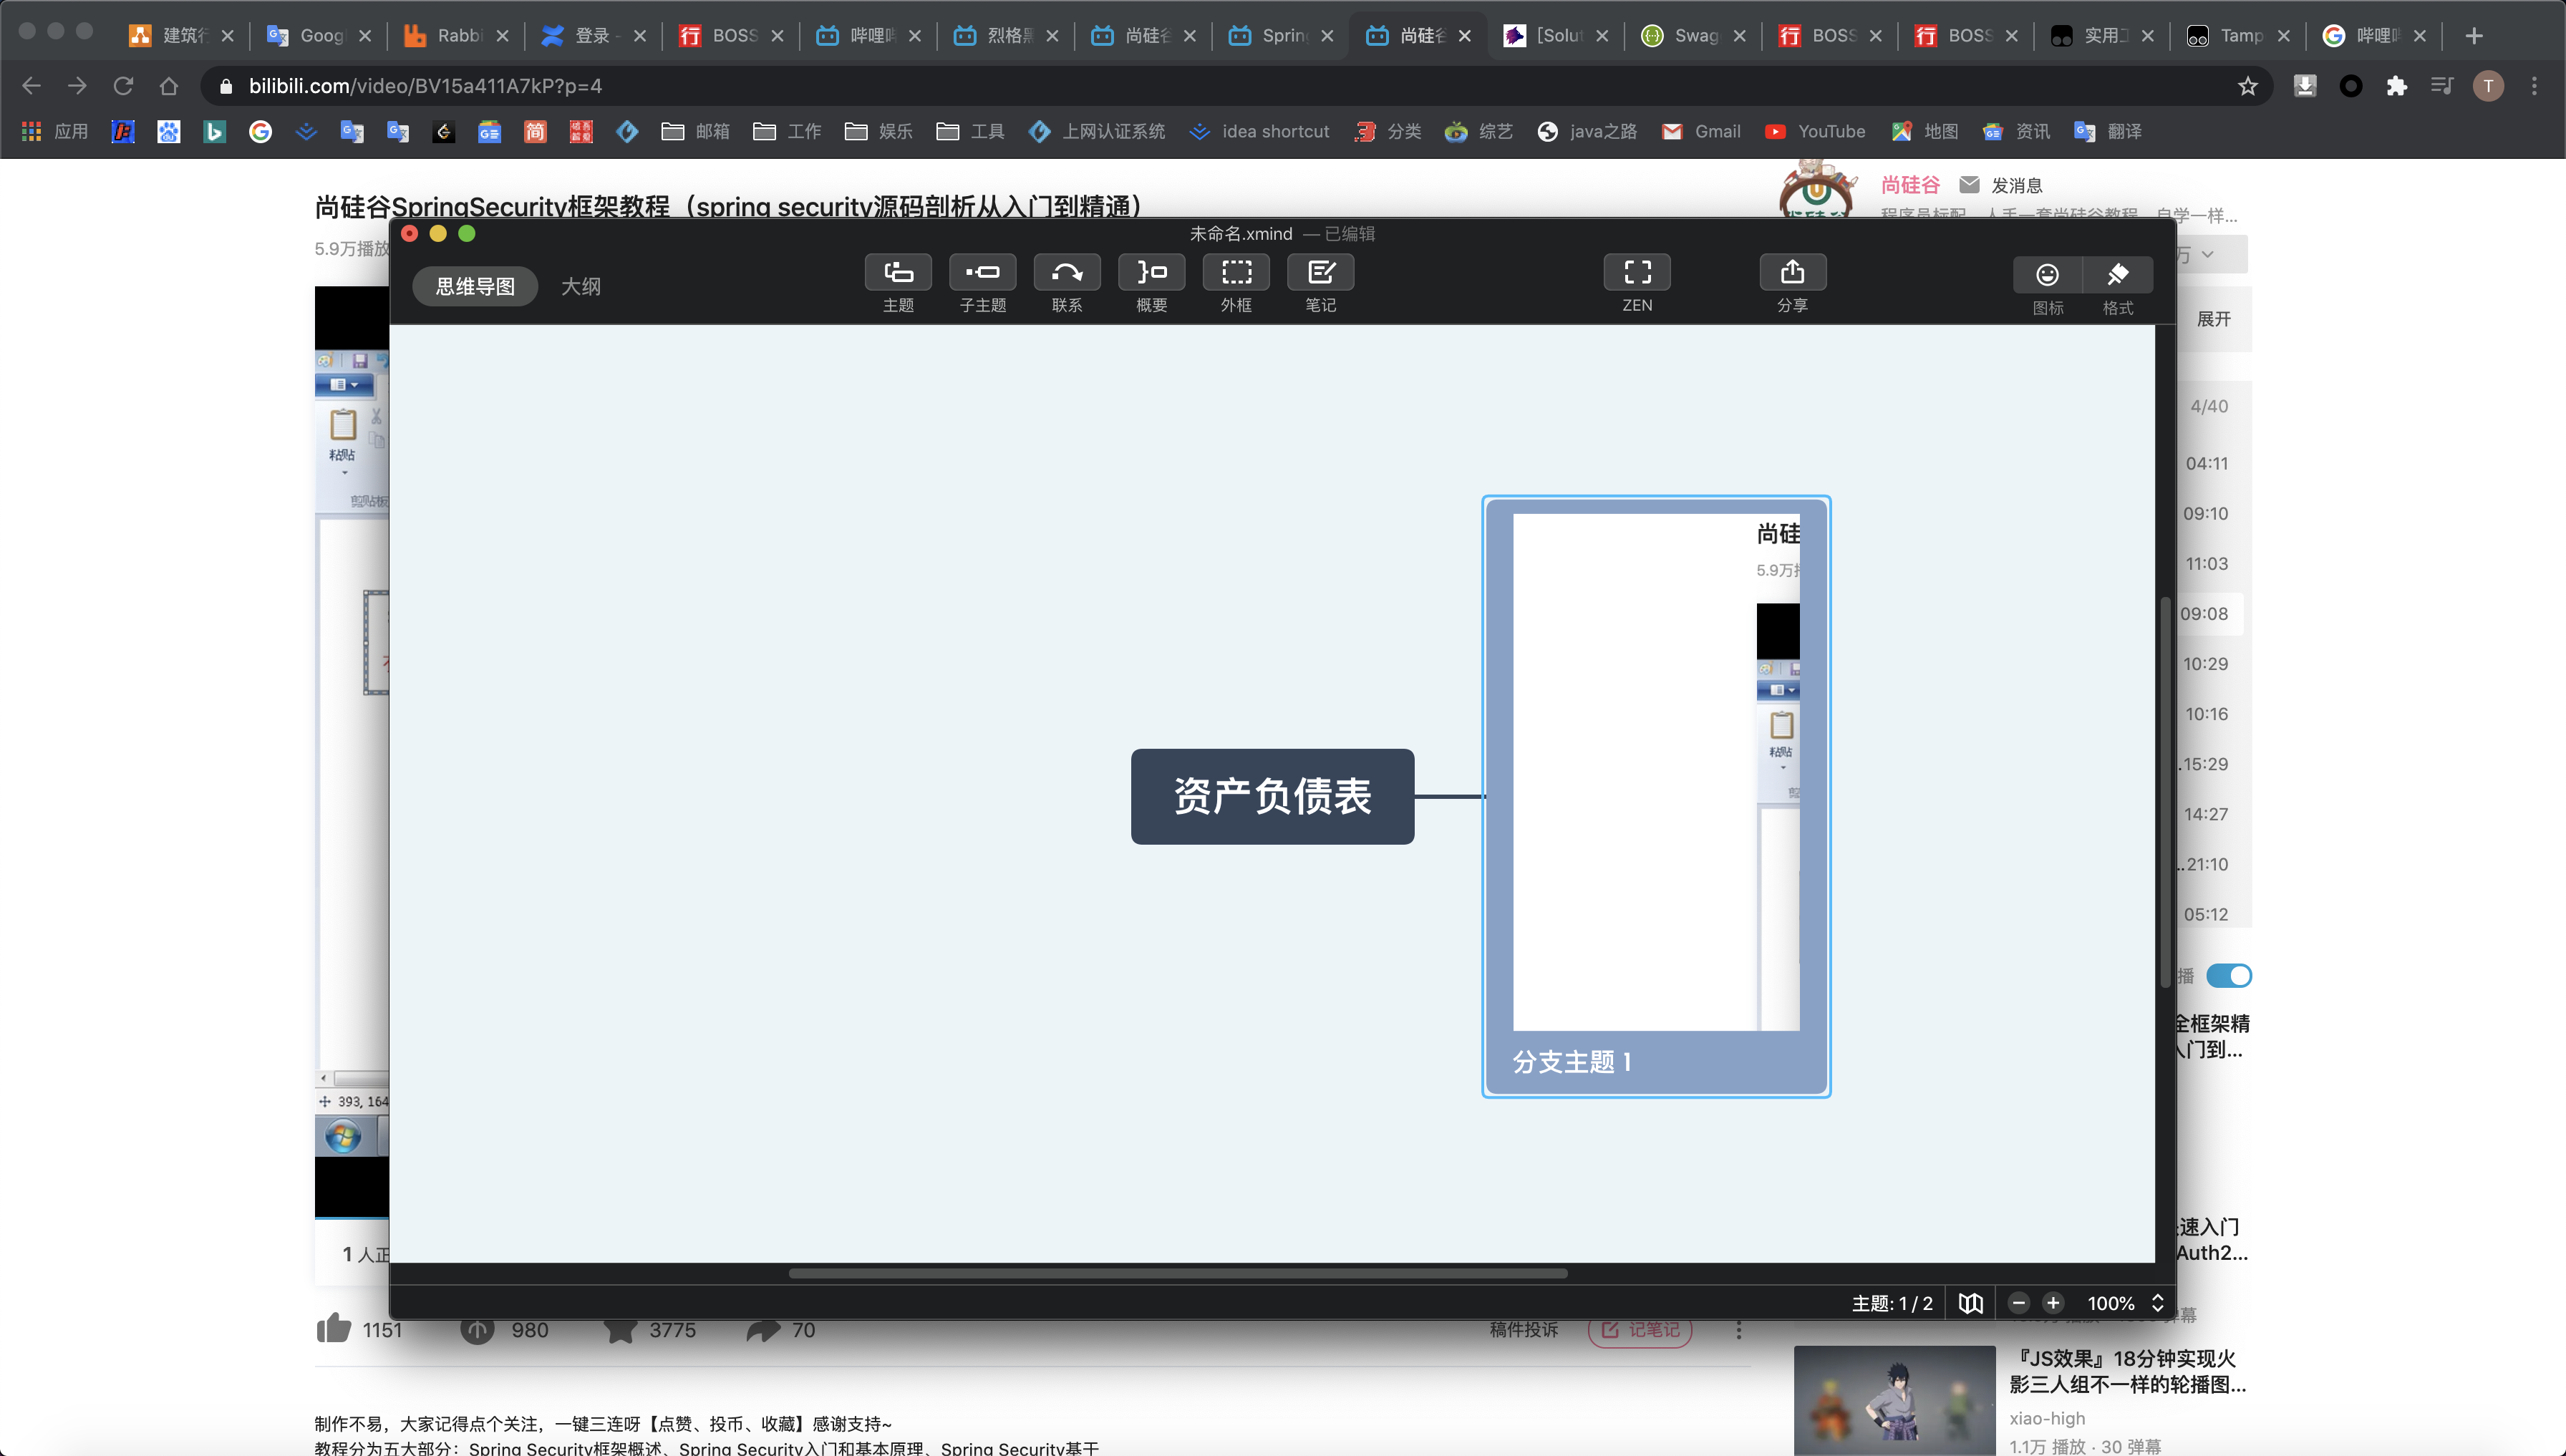 建筑行
Goog
Rabbi
登录 -
BOSS
哔哩哔
烈格黑
尚硅谷
Spring
尚硅谷
[Solut
Swag
BOSS
BOSS
实用工
Tamp
哔哩哔
bilibili.com/video/BV15a411A7kP?p=4
T
应用
邮箱
工作
娱乐
工具
上网认证系统
idea shortcut
分类
综艺
java之路
Gmail
YouTube
地图
资讯
翻译
尚硅谷SpringSecurity框架教程（spring security源码剖析从入门到精通）
5.9万播放
尚硅谷
发消息
程序员标配，人手一套尚硅谷教程，自学一样...
万
展开
未命名.xmind — 已编辑
思维导图
大纲
主题
子主题
联系
概要
外框
笔记
ZEN
分享
图标
格式
粘贴
剪贴板
4/40
04:11
09:10
11:03
09:08
10:29
10:16
.15:29
14:27
..21:10
05:12
资产负债表
尚硅
5.9万播
粘贴
分支主题 1
393, 164
播
全框架精
入门到...
速入门
Auth2...
1 人正
主题: 1 / 2
100%
1151
980
3775
70
稿件投诉
记笔记
弹幕
『JS效果』18分钟实现火
影三人组不一样的轮播图...
xiao-high
1.1万 播放 · 30 弹幕
制作不易，大家记得点个关注，一键三连呀【点赞、投币、收藏】感谢支持~
教程分为五大部分：Spring Security框架概述、Spring Security入门和基本原理、Spring Security基于